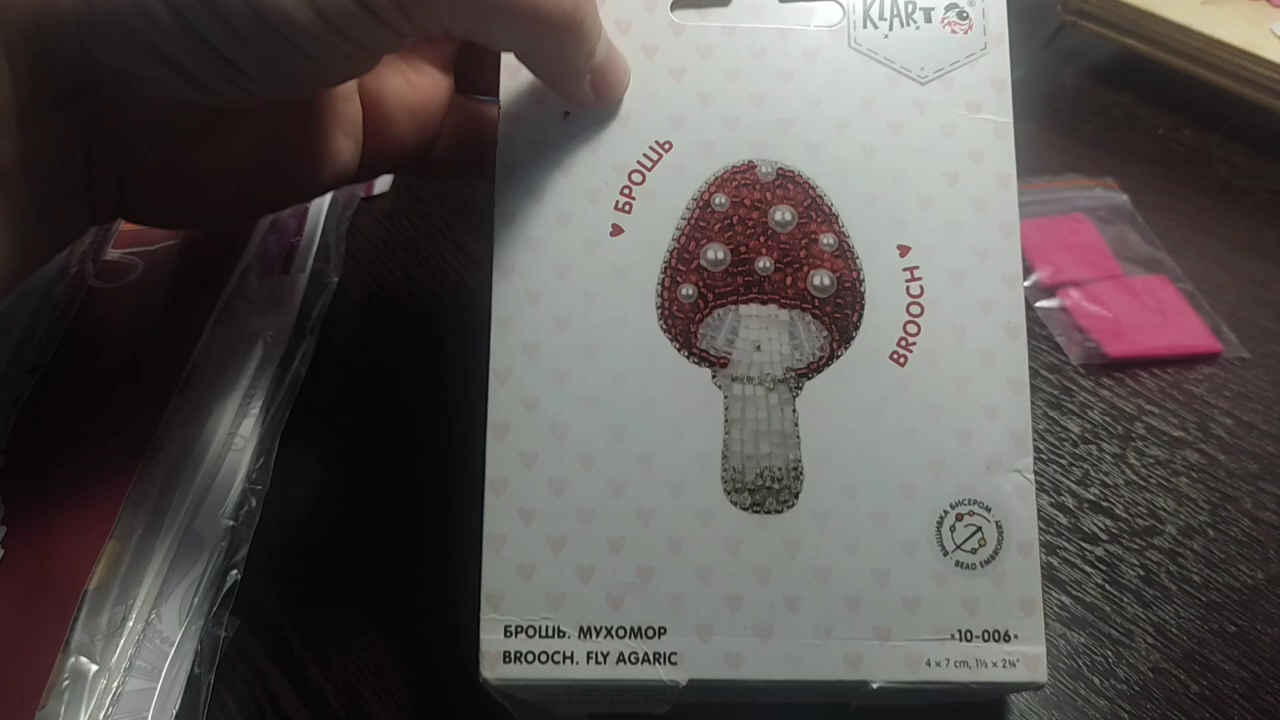 KLART
БРОШЬ
BROOCH
ВЫШИВКА БИСЕРОМ
BEAD EMBROIDERY
БРОШЬ. МУХОМОР
BROOCH. FLY AGARIC
10-006
4 x 7 cm, 1½ x 2¾"